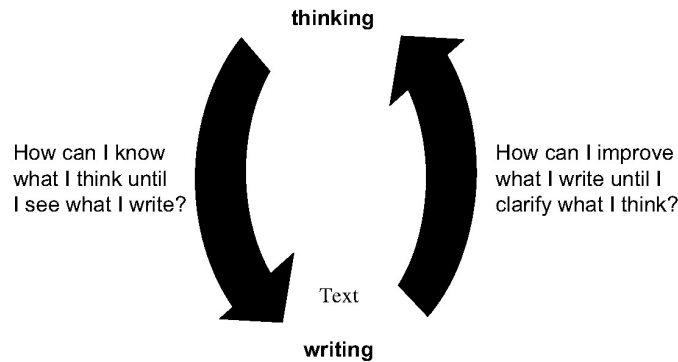 thinking
How can I know
what I think until
I see what I write?
How can I improve
what I write until I
clarify what I think?
Text
writing